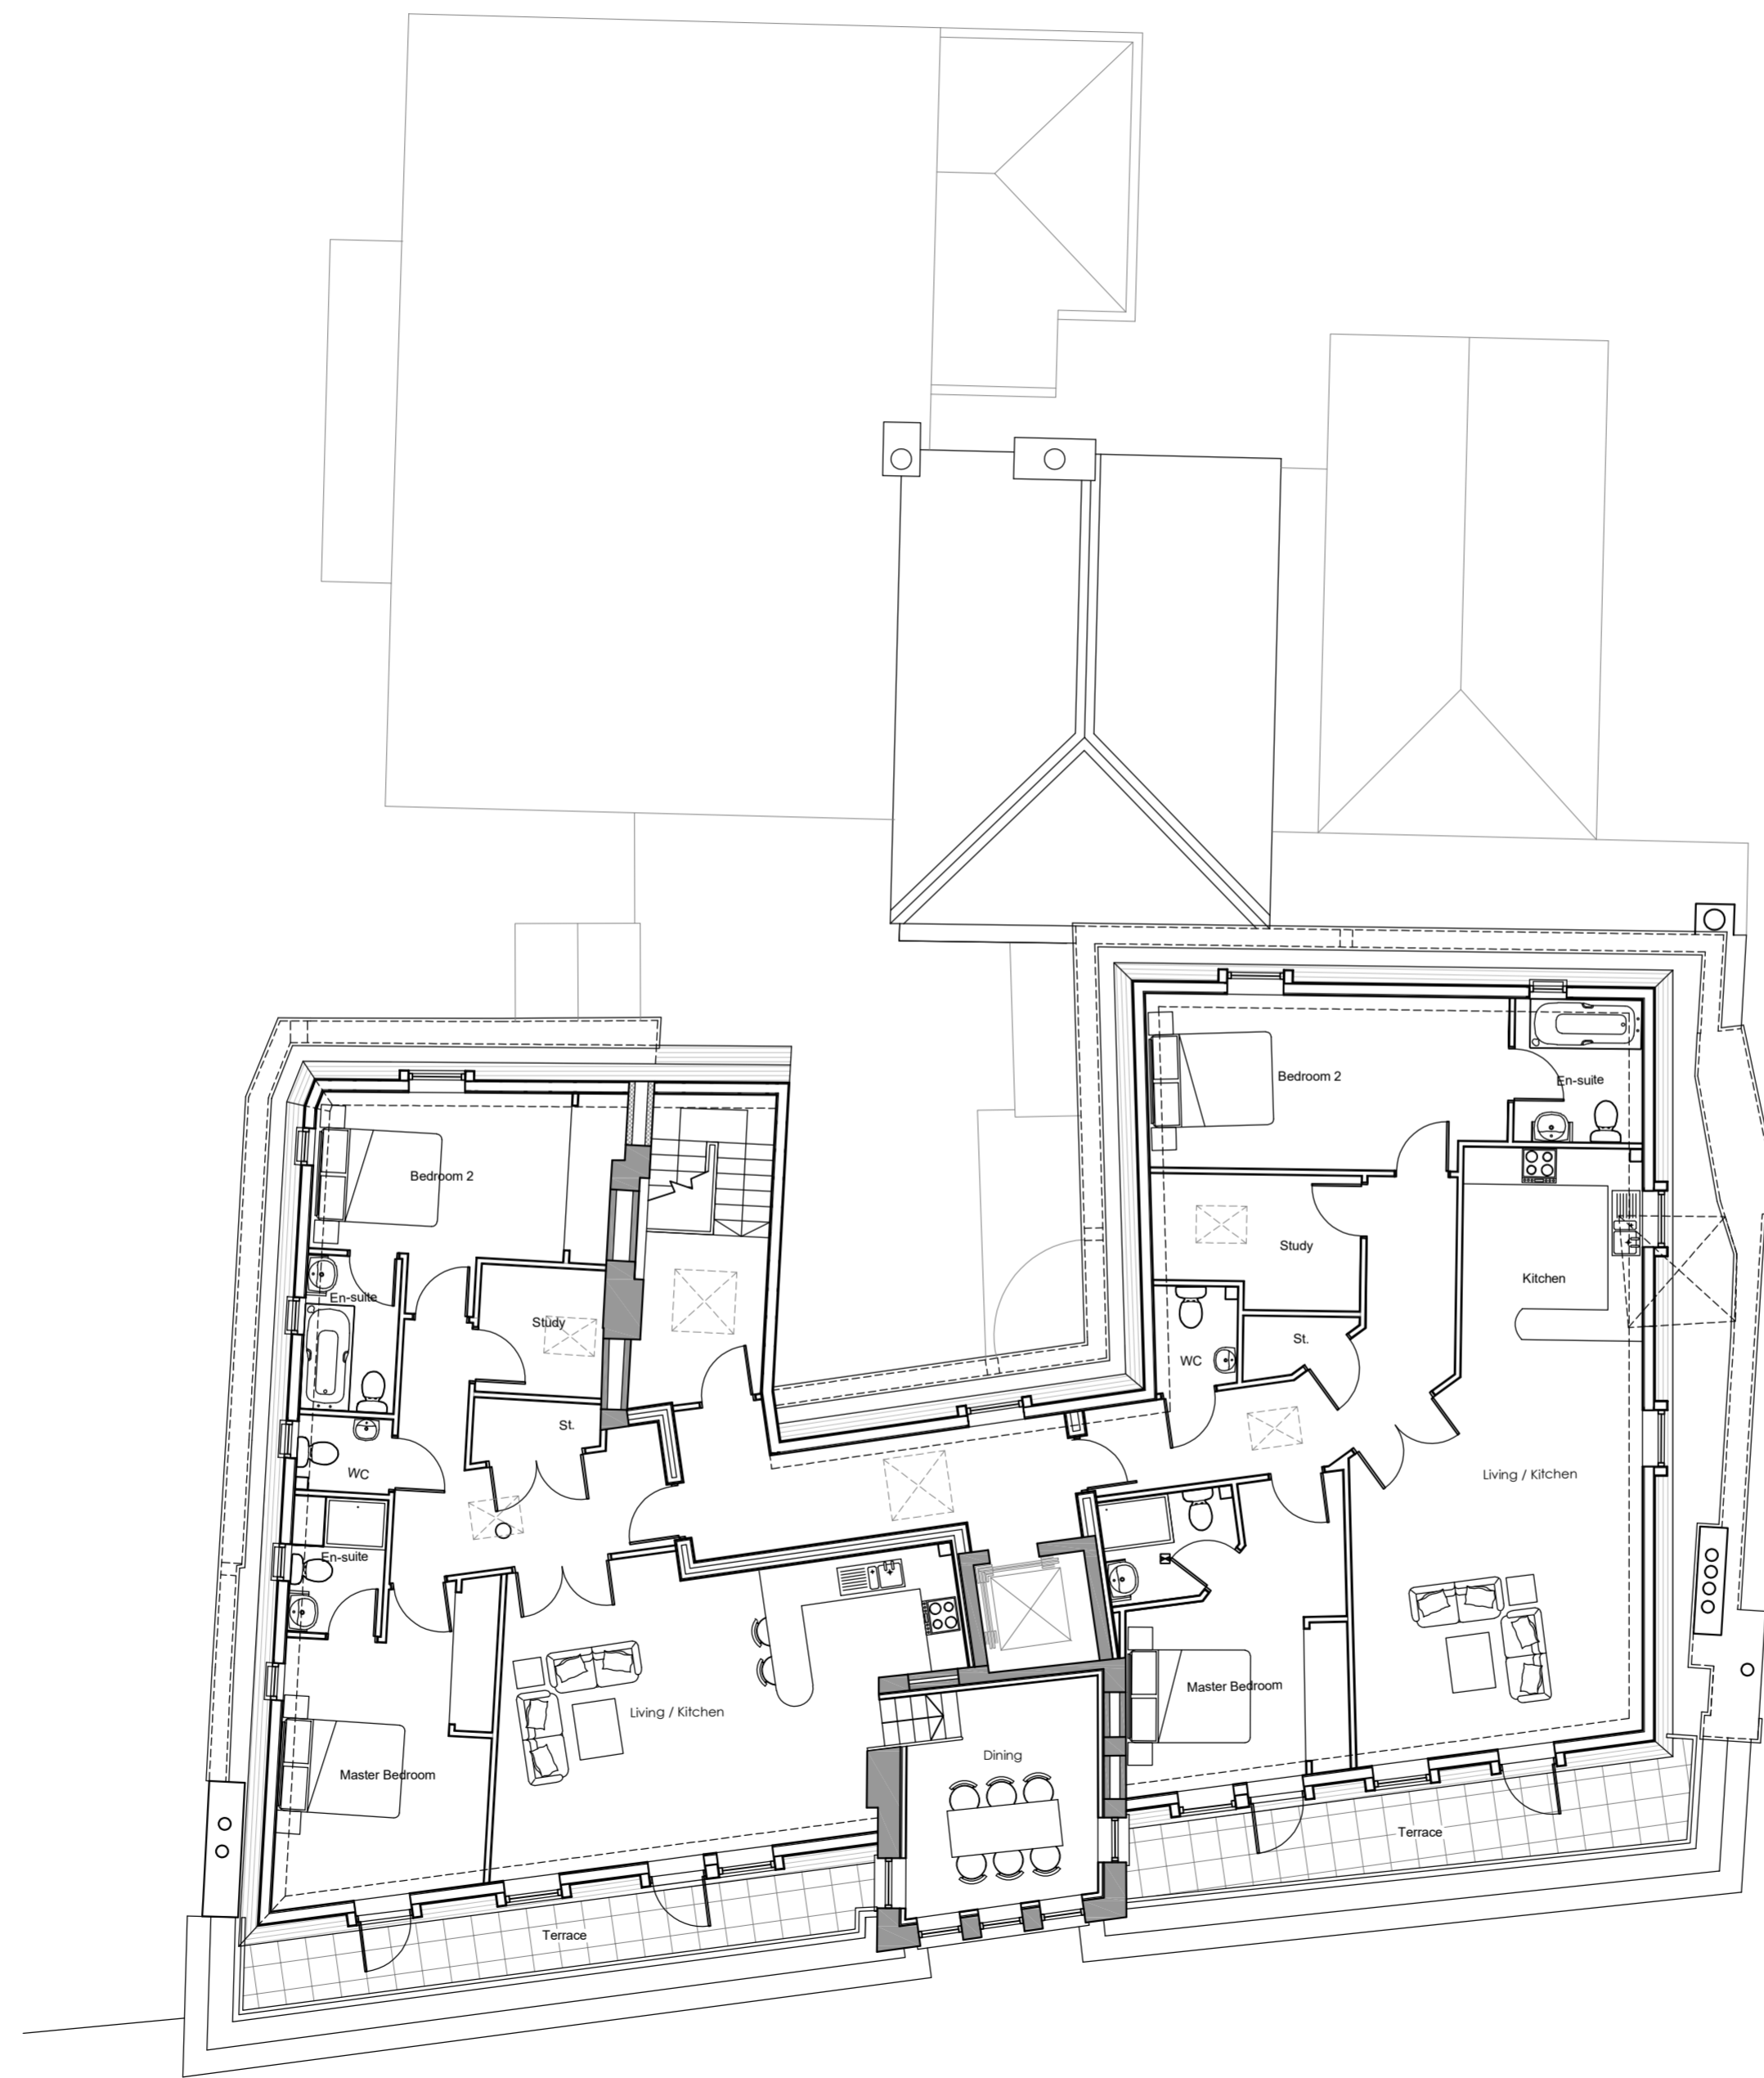 Bedroom 2
En-suite
Bedroom 2
Study
Kitchen
En-suite
Study
St.
WC
St.
WC
Living / Kitchen
En-suite
Master Bedroom
Living / Kitchen
Dining
Master Bedroom
Terrace
Terrace